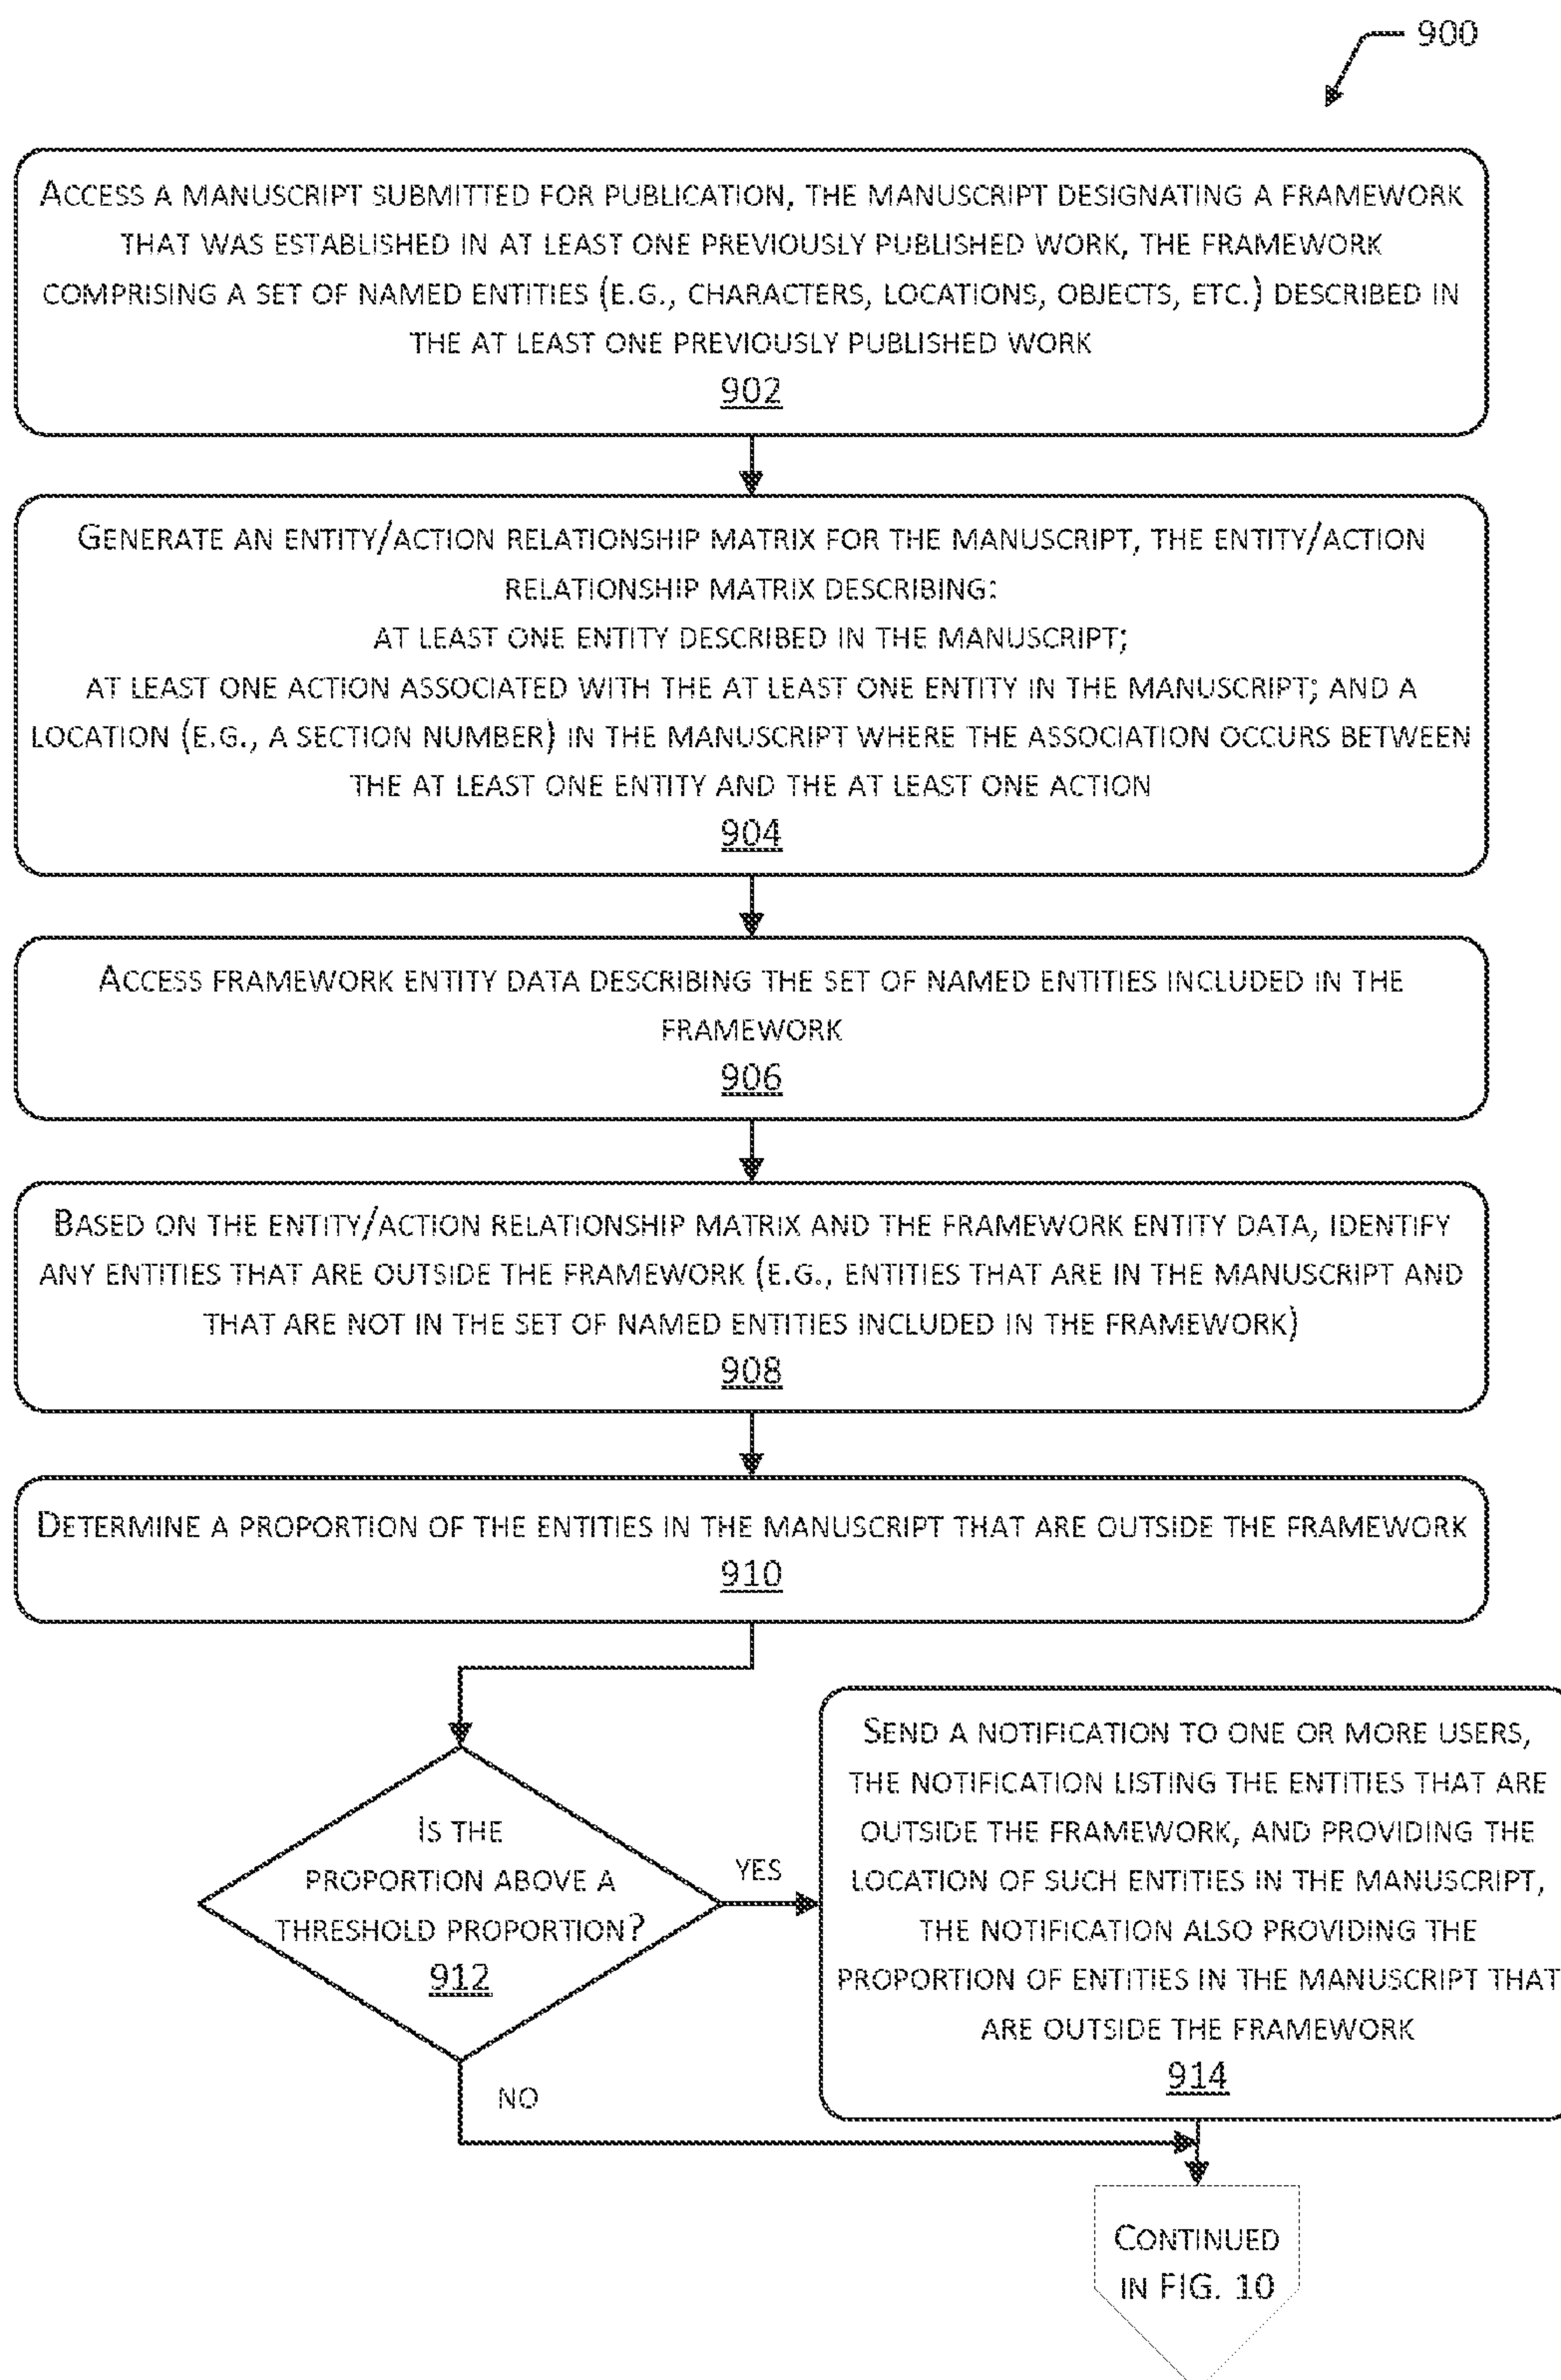 900
ACCESS A MANUSCRIPT SUBMITTED FOR PUBLICATION, THE MANUSCRIPT DESIGNATING A FRAMEWORK
THAT WAS ESTABLISHED IN AT LEAST ONE PREVIOUSLY PUBLISHED WORK, THE FRAMEWORK
COMPRISING A SET OF NAMED ENTITIES (E.G., CHARACTERS, LOCATIONS, OBJECTS, ETC.) DESCRIBED IN
THE AT LEAST ONE PREVIOUSLY PUBLISHED WORK
902
GENERATE AN ENTITY/ACTION RELATIONSHIP MATRIX FOR THE MANUSCRIPT, THE ENTITY/ACTION
RELATIONSHIP MATRIX DESCRIBING:
AT LEAST ONE ENTITY DESCRIBED IN THE MANUSCRIPT;
AT LEAST ONE ACTION ASSOCIATED WITH THE AT LEAST ONE ENTITY IN THE MANUSCRIPT; AND A
LOCATION (E.G., A SECTION NUMBER) IN THE MANUSCRIPT WHERE THE ASSOCIATION OCCURS BETWEEN
THE AT LEAST ONE ENTITY AND THE AT LEAST ONE ACTION
904
ACCESS FRAMEWORK ENTITY DATA DESCRIBING THE SET OF NAMED ENTITIES INCLUDED IN THE
FRAMEWORK
906
BASED ON THE ENTITY/ACTION RELATIONSHIP MATRIX AND THE FRAMEWORK ENTITY DATA, IDENTIFY
ANY ENTITIES THAT ARE OUTSIDE THE FRAMEWORK (E.G., ENTITIES THAT ARE IN THE MANUSCRIPT AND
THAT ARE NOT IN THE SET OF NAMED ENTITIES INCLUDED IN THE FRAMEWORK)
908
DETERMINE A PROPORTION OF THE ENTITIES IN THE MANUSCRIPT THAT ARE OUTSIDE THE FRAMEWORK
910
IS THE
PROPORTION ABOVE A
THRESHOLD PROPORTION?
912
YES
NO
SEND A NOTIFICATION TO ONE OR MORE USERS,
THE NOTIFICATION LISTING THE ENTITIES THAT ARE
OUTSIDE THE FRAMEWORK, AND PROVIDING THE
LOCATION OF SUCH ENTITIES IN THE MANUSCRIPT,
THE NOTIFICATION ALSO PROVIDING THE
PROPORTION OF ENTITIES IN THE MANUSCRIPT THAT
ARE OUTSIDE THE FRAMEWORK
914
CONTINUED
IN FIG. 10